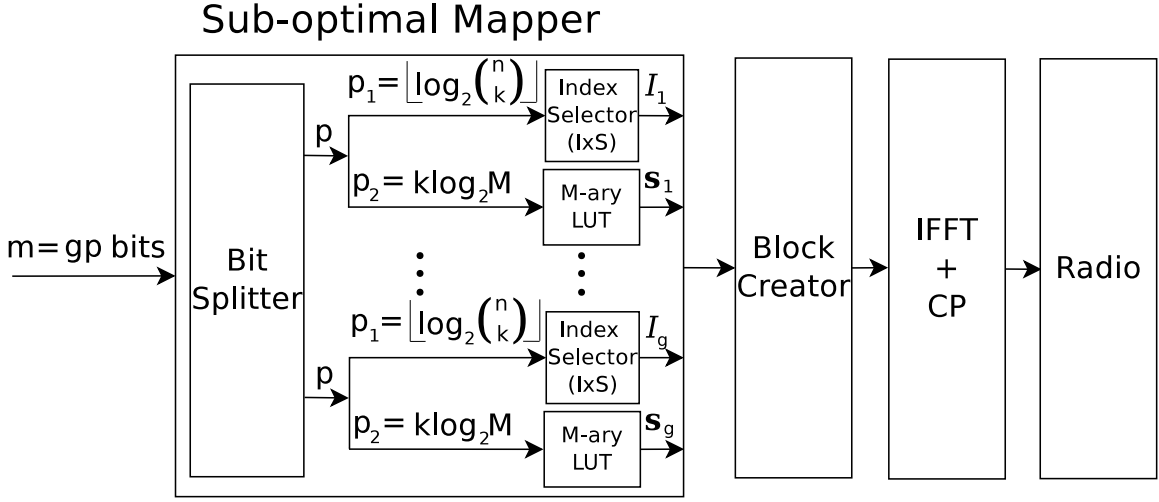 Sub-optimal Mapper
m=gp bits
Bit
Splitter
p
p₁=⌊log₂(n k)⌋
Index
Selector
(IxS)
I₁
p₂=klog₂M
M-ary
LUT
s₁
p
p₁=⌊log₂(n k)⌋
Index
Selector
(IxS)
I_g
p₂=klog₂M
M-ary
LUT
s_g
Block
Creator
IFFT
+
CP
Radio